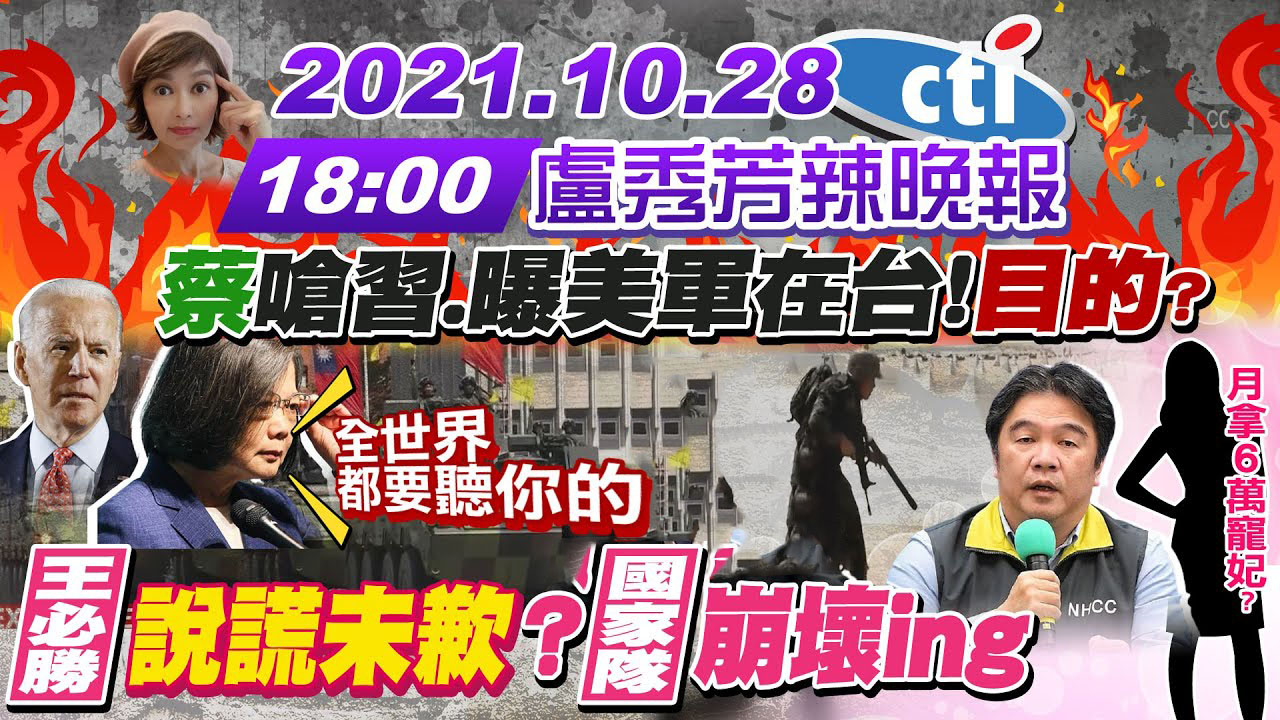 2021.10.28
cti
18:00 盧秀芳辣晚報
蔡嗆習.曝美軍在台!目的?
全世界
都要聽你的
月拿6萬寵妃?
NHCC
王必勝 說謊未歉? 國家隊 崩壞ing